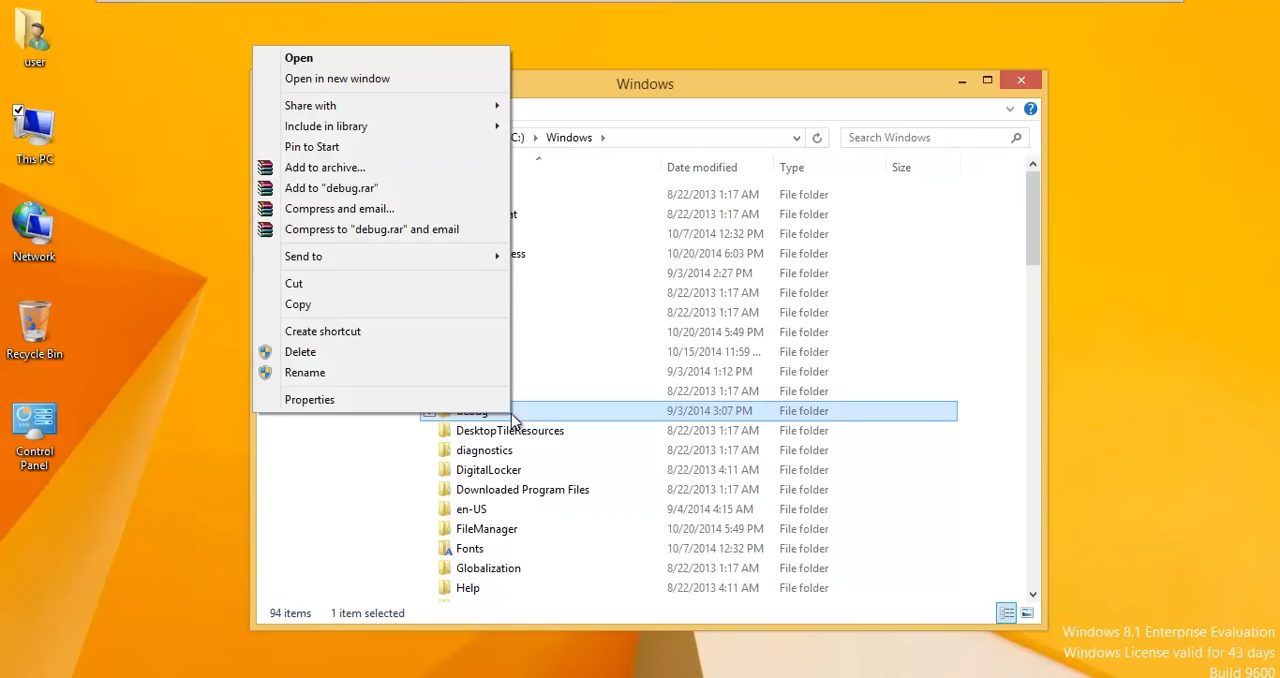 user
This PC
Network
Recycle Bin
Control
Panel
Windows
C:) Windows
Search Windows
Open
Open in new window
Share with
Include in library
Pin to Start
Add to archive...
Add to "debug.rar"
Compress and email...
Compress to "debug.rar" and email
Send to
Cut
Copy
Create shortcut
Delete
Rename
Properties
Date modified Type Size
8/22/2013 1:17 AM File folder
at 8/22/2013 1:17 AM File folder
10/7/2014 12:32 PM File folder
ess 10/20/2014 6:03 PM File folder
9/3/2014 2:27 PM File folder
8/22/2013 1:17 AM File folder
8/22/2013 1:17 AM File folder
10/20/2014 5:49 PM File folder
10/15/2014 11:59 ... File folder
9/3/2014 1:12 PM File folder
8/22/2013 1:17 AM File folder
debug 9/3/2014 3:07 PM File folder
DesktopTileResources 8/22/2013 1:17 AM File folder
diagnostics 8/22/2013 1:17 AM File folder
DigitalLocker 8/22/2013 4:11 AM File folder
Downloaded Program Files 8/22/2013 1:17 AM File folder
en-US 9/4/2014 4:15 AM File folder
FileManager 10/20/2014 5:49 PM File folder
Fonts 10/7/2014 12:32 PM File folder
Globalization 8/22/2013 1:17 AM File folder
Help 8/22/2013 4:11 AM File folder
94 items 1 item selected
Windows 8.1 Enterprise Evaluation
Windows License valid for 43 days
Build 9600